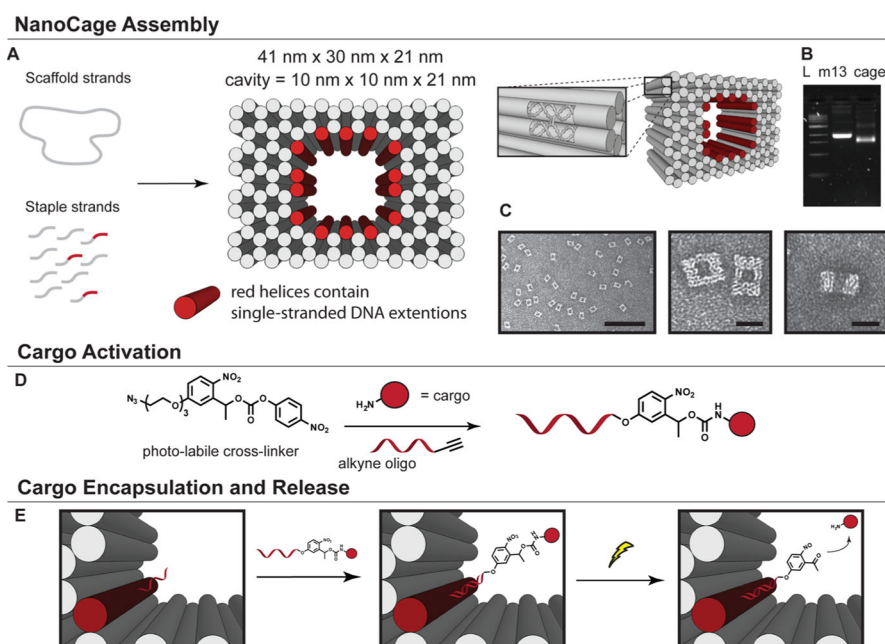 NanoCage Assembly
A
Scaffold strands
Staple strands
41 nm x 30 nm x 21 nm
cavity = 10 nm x 10 nm x 21 nm
red helices contain
single-stranded DNA extentions
B
L m13 cage
C
Cargo Activation
D
NO₂
N₃
O
3
O
O
O
NO₂
photo-labile cross-linker
H₂N
= cargo
alkyne oligo
NO₂
O
O
H
N
O
Cargo Encapsulation and Release
E
NO₂
O
O
H
N
O
NO₂
O
O
H
N
O
NO
O
O
H₂N